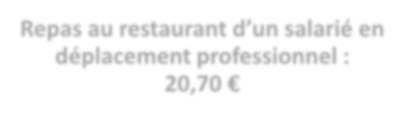 Repas au restaurant d’un salarié en
déplacement professionnel :
20,70 €